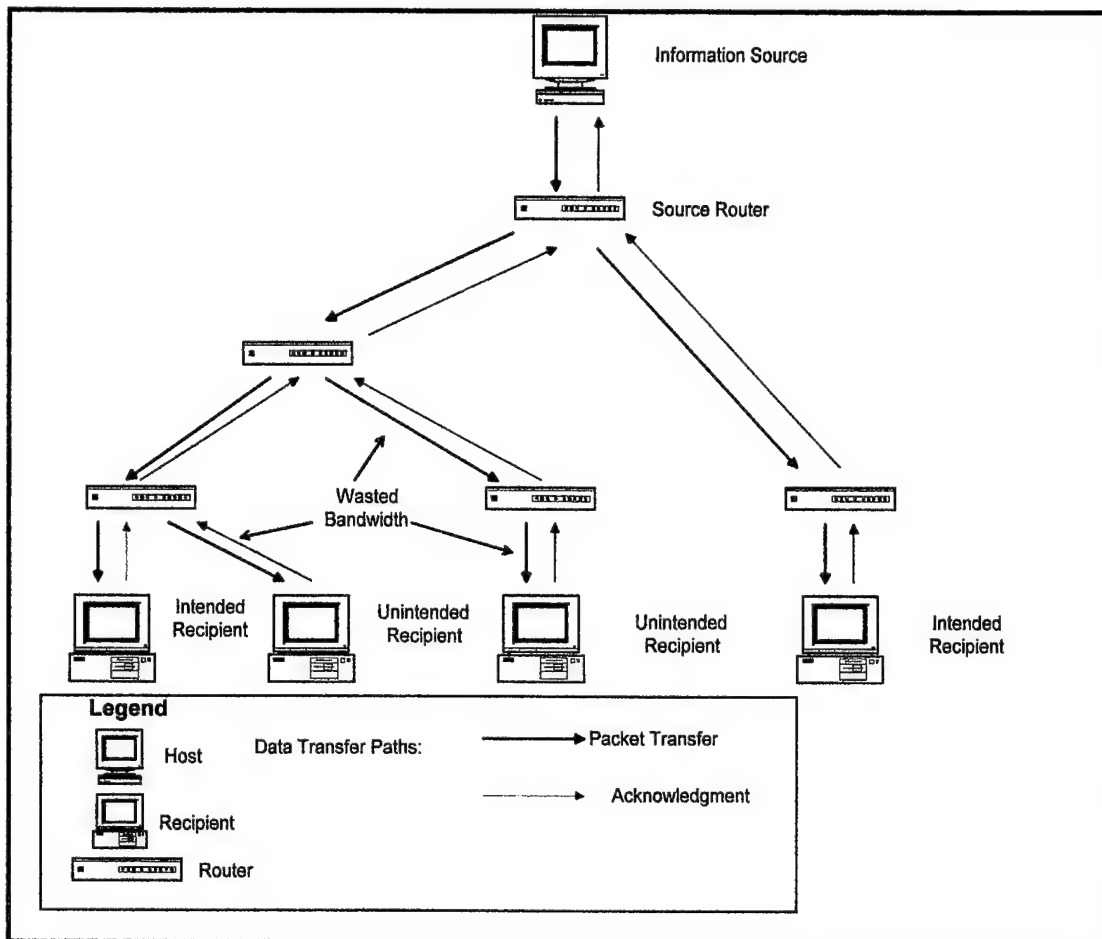 Information Source
Source Router
Wasted
Bandwidth
Intended
Recipient
Unintended
Recipient
Unintended
Recipient
Intended
Recipient
Legend
Host
Data Transfer Paths:
Packet Transfer
Acknowledgment
Recipient
Router